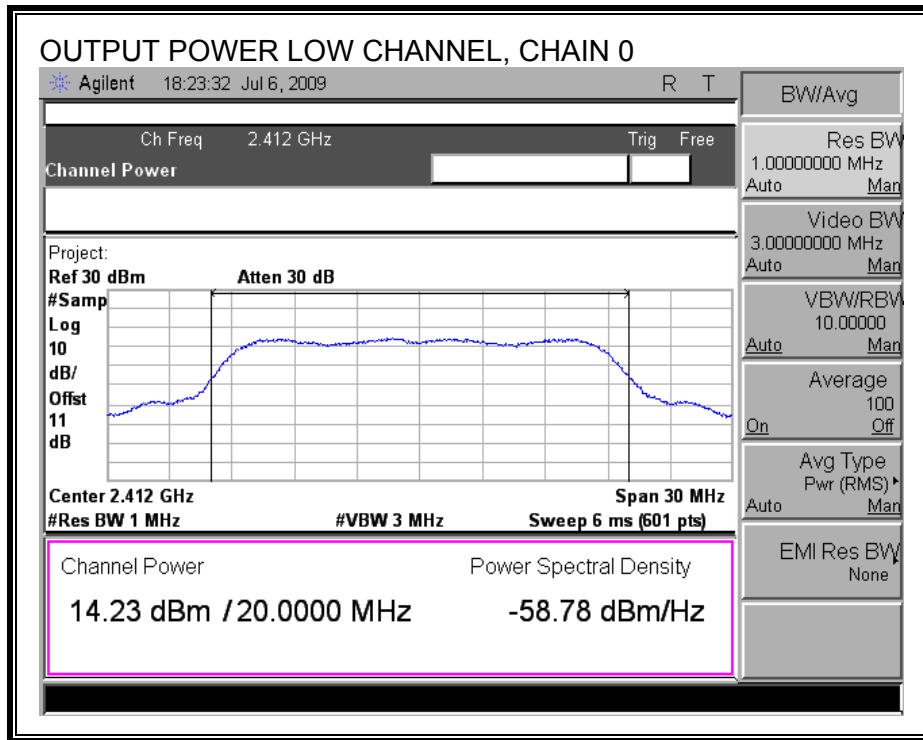 OUTPUT POWER LOW CHANNEL, CHAIN 0
Agilent 18:23:32 Jul 6, 2009 R T
Ch Freq 2.412 GHz Trig Free
Channel Power
Project:
Ref 30 dBm Atten 30 dB
#Samp
Log
10
dB/
Offst
11
dB
Center 2.412 GHz Span 30 MHz
#Res BW 1 MHz #VBW 3 MHz Sweep 6 ms (601 pts)
Channel Power Power Spectral Density
14.23 dBm / 20.0000 MHz -58.78 dBm/Hz
BW/Avg
Res BW
1.00000000 MHz
Auto Man
Video BW
3.00000000 MHz
Auto Man
VBW/RBW
10.00000
Auto Man
Average
100
On Off
Avg Type
Pwr (RMS)
Auto Man
EMI Res BW
None